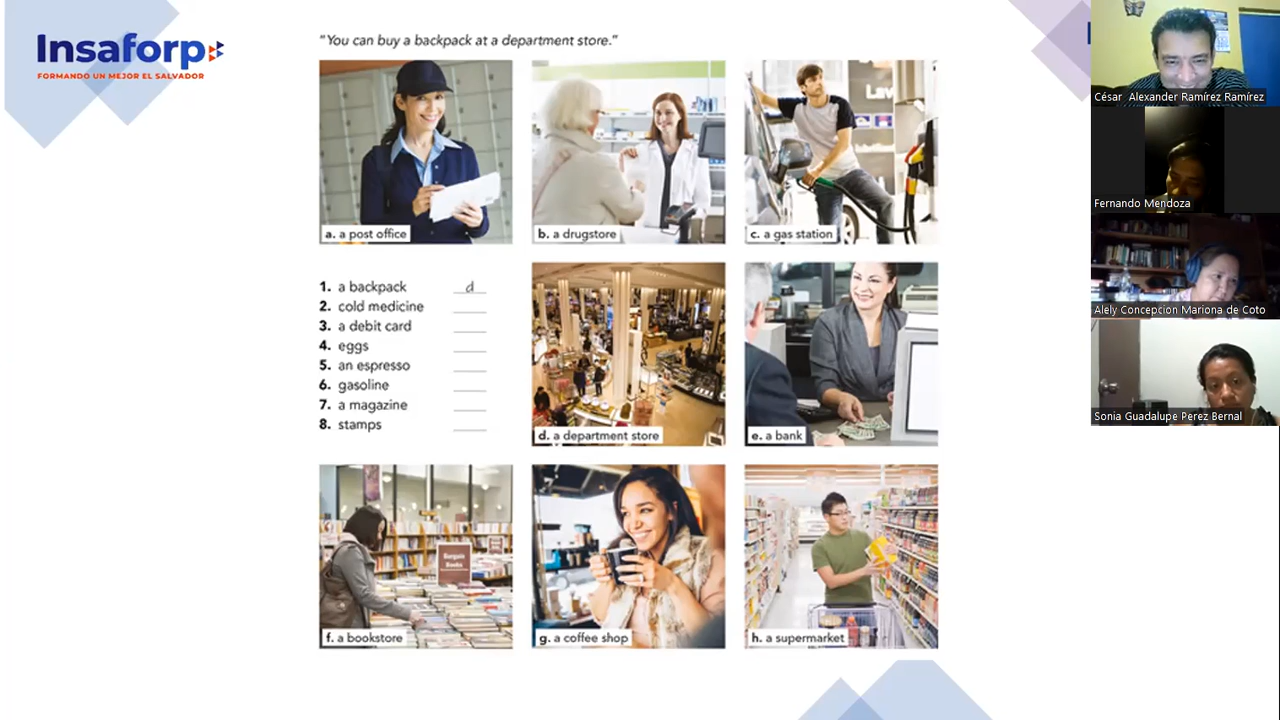 Insaforp
FORMANDO UN MEJOR EL SALVADOR
"You can buy a backpack at a department store."
a. a post office
b. a drugstore
Lav
c. a gas station
1. a backpack d
2. cold medicine
3. a debit card
4. eggs
5. an espresso
6. gasoline
7. a magazine
8. stamps
d. a department store
e. a bank
Bargain
Books
f. a bookstore
g. a coffee shop
h. a supermarket
César Alexander Ramírez Ramírez
Fernando Mendoza
Alely Concepcion Mariona de Coto
Sonia Guadalupe Perez Bernal